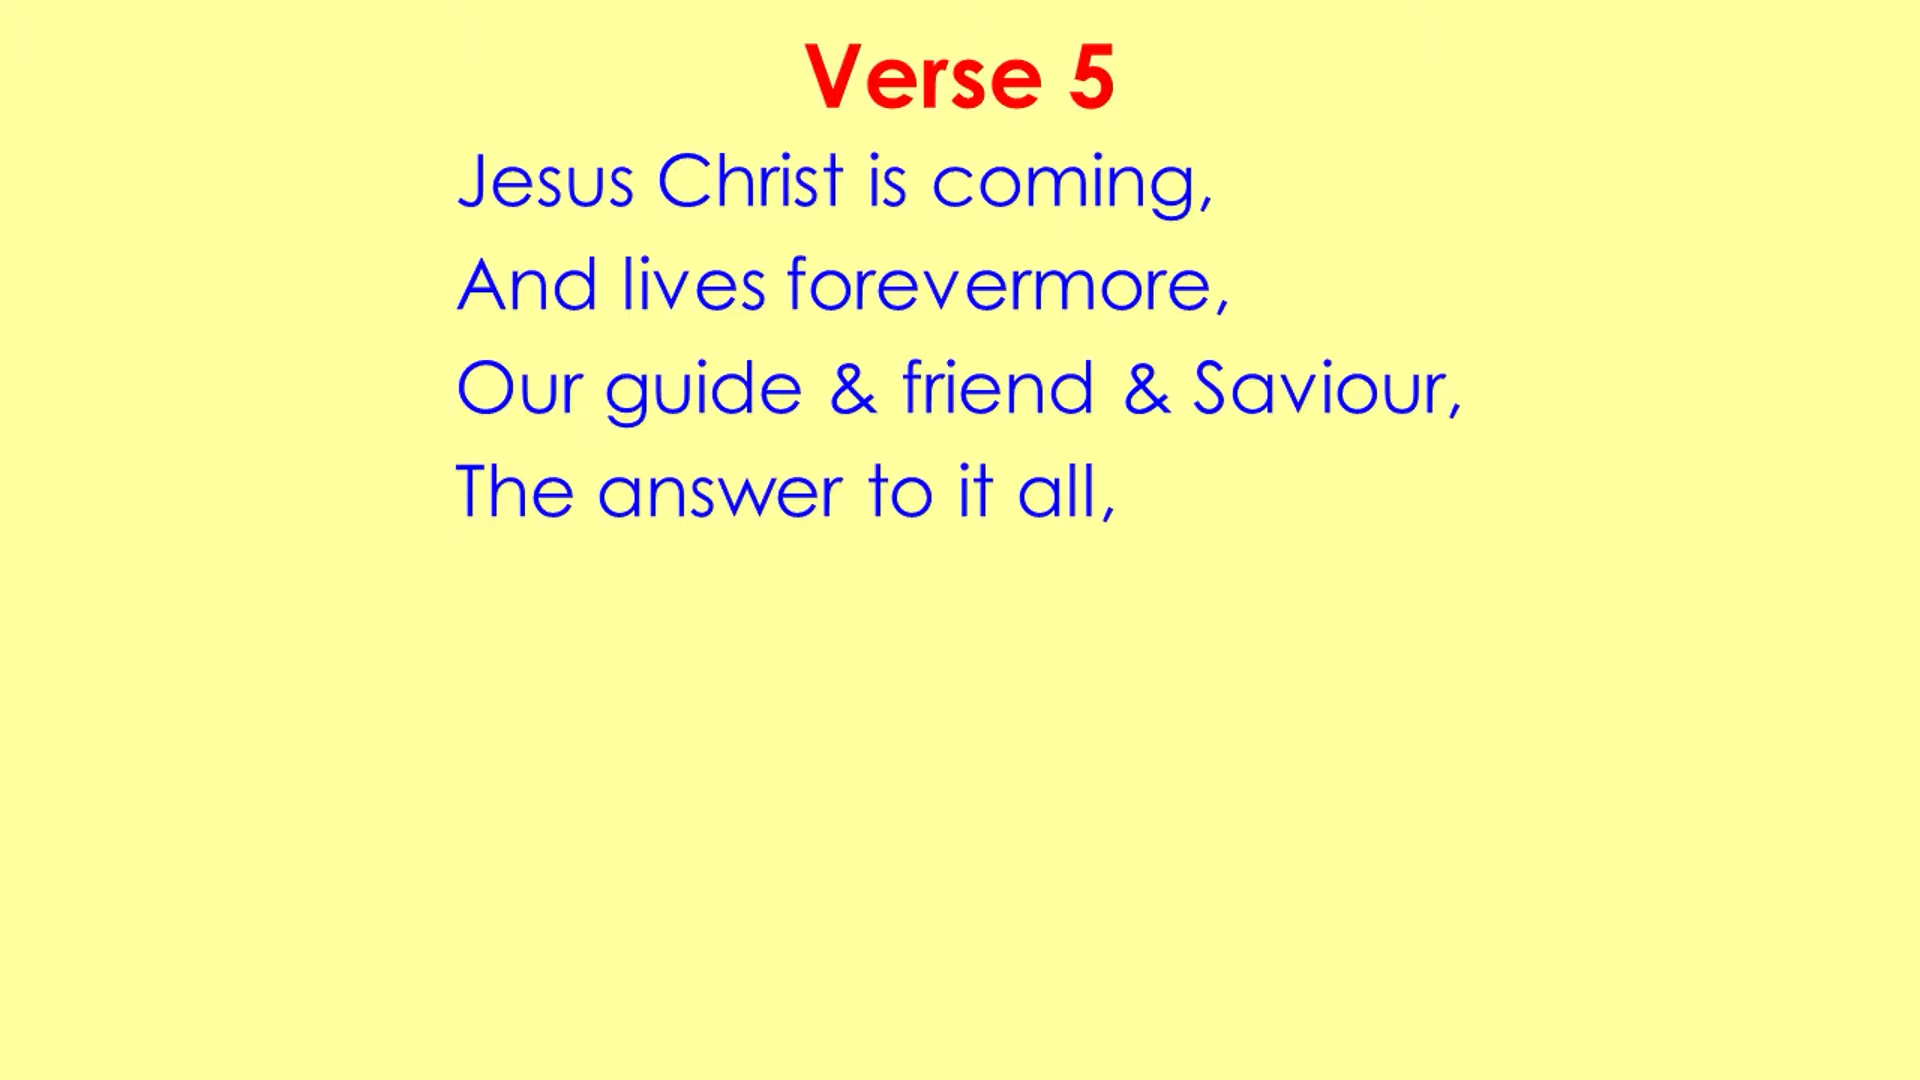 Verse 5
Jesus Christ is coming,
And lives forevermore,
Our guide & friend & Saviour,
The answer to it all,